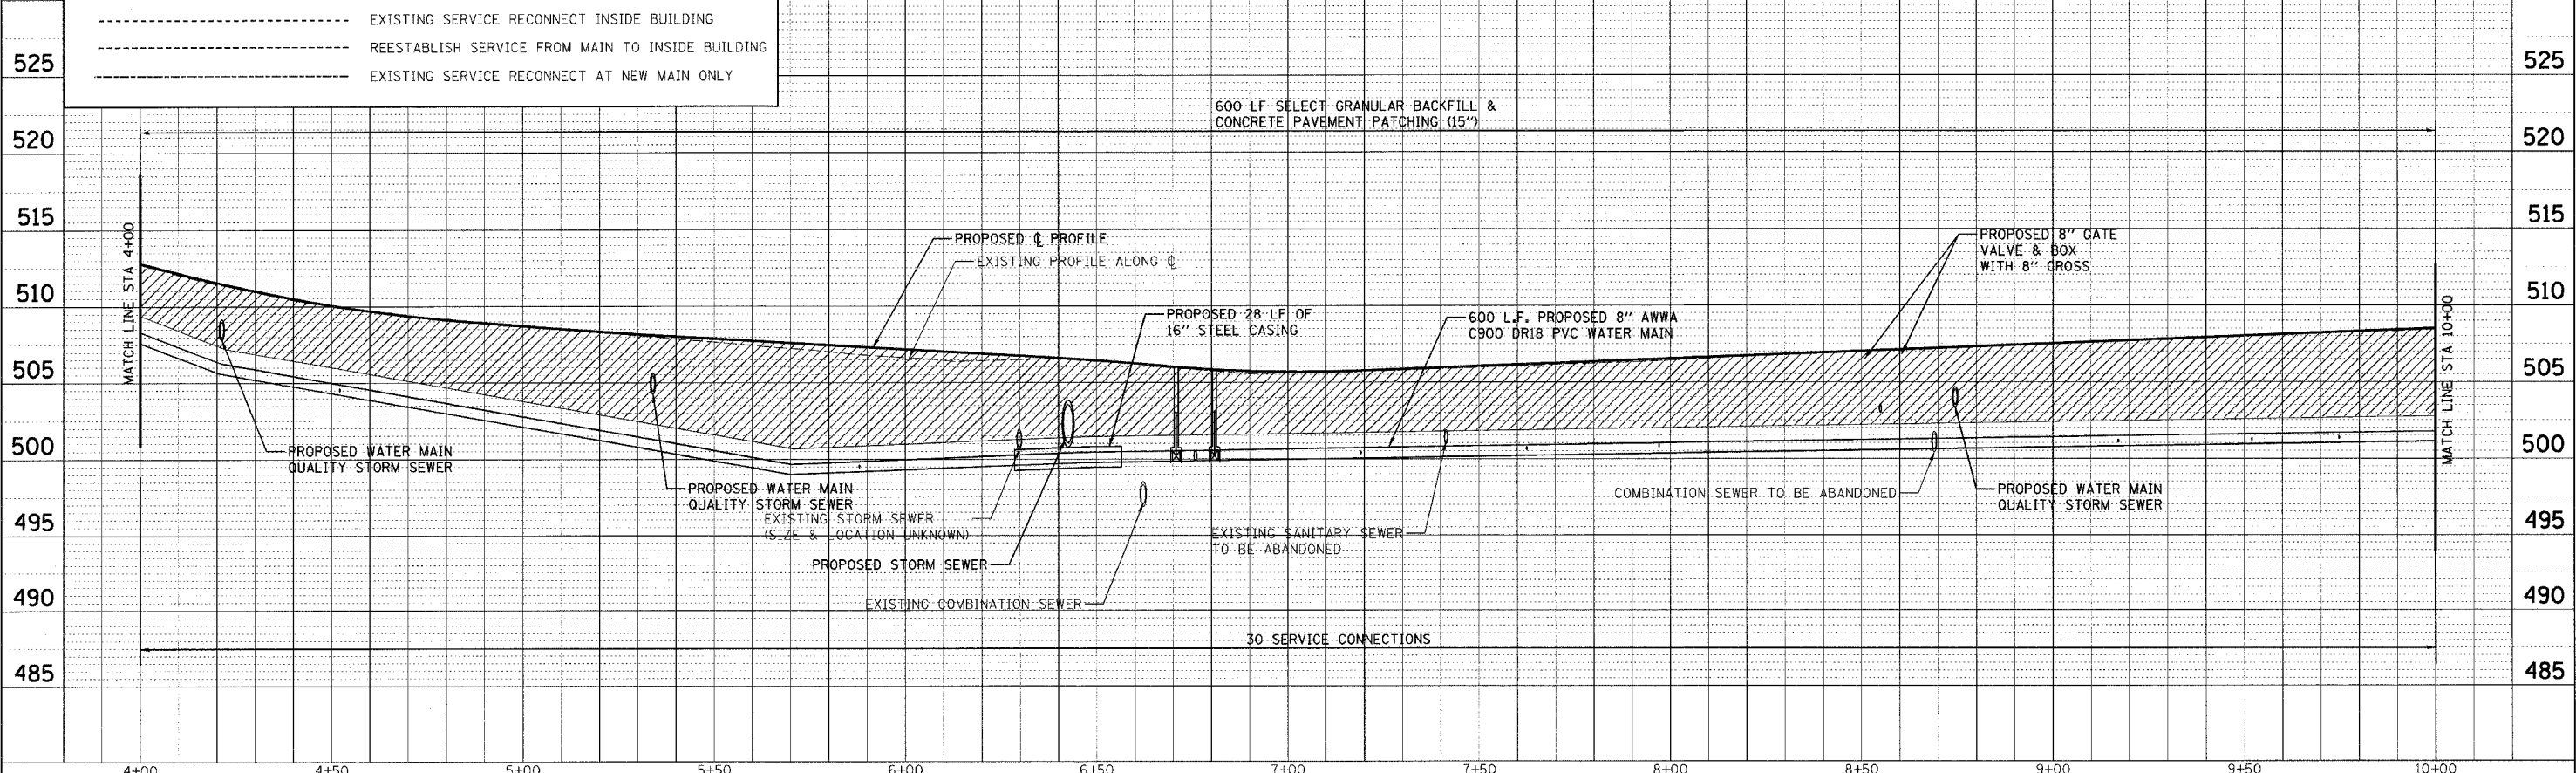 EXISTING SERVICE RECONNECT INSIDE BUILDING
REESTABLISH SERVICE FROM MAIN TO INSIDE BUILDING
EXISTING SERVICE RECONNECT AT NEW MAIN ONLY
525
525
600 LF SELECT GRANULAR BACKFILL &
CONCRETE PAVEMENT PATCHING (15")
520
520
515
515
MATCH LINE STA 4+00
PROPOSED ℄ PROFILE
EXISTING PROFILE ALONG ℄
PROPOSED 8" GATE
VALVE & BOX
WITH 8" CROSS
510
510
PROPOSED 28 LF OF
16" STEEL CASING
600 L.F. PROPOSED 8" AWWA
C900 DR18 PVC WATER MAIN
MATCH LINE STA 10+00
505
505
500
500
PROPOSED WATER MAIN
QUALITY STORM SEWER
PROPOSED WATER MAIN
QUALITY STORM SEWER
EXISTING STORM SEWER
(SIZE & LOCATION UNKNOWN)
COMBINATION SEWER TO BE ABANDONED
PROPOSED WATER MAIN
QUALITY STORM SEWER
495
495
EXISTING SANITARY SEWER
TO BE ABANDONED
PROPOSED STORM SEWER
490
490
EXISTING COMBINATION SEWER
30 SERVICE CONNECTIONS
485
485
4+00 4+50 5+00 5+50 6+00 6+50 7+00 7+50 8+00 8+50 9+00 9+50 10+00